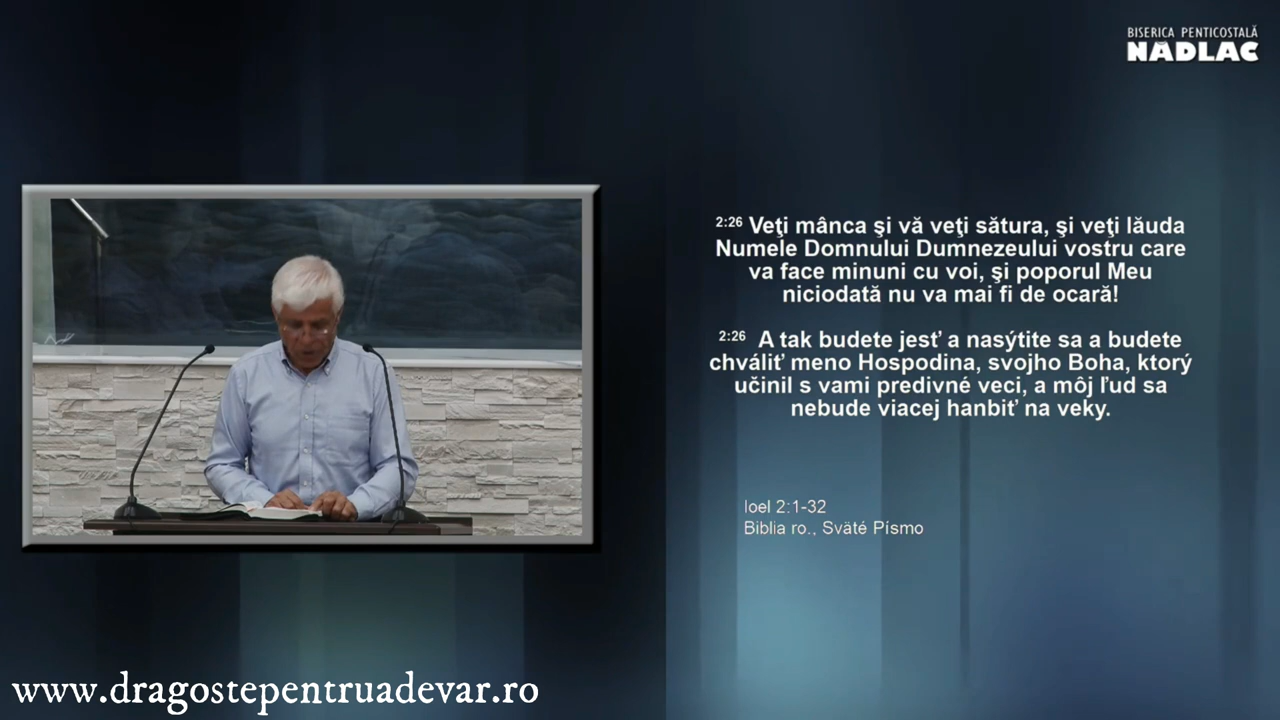 BISERICA PENTICOSTALĂ
NĂDLAC
2:26 Veţi mânca şi vă veţi sătura, şi veţi lăuda
Numele Domnului Dumnezeului vostru care
va face minuni cu voi, şi poporul Meu
niciodată nu va mai fi de ocară!
2:26 A tak budete jesť a nasýtite sa a budete
chváliť meno Hospodina, svojho Boha, ktorý
učinil s vami predivné veci, a môj ľud sa
nebude viacej hanbiť na veky.
Ioel 2:1-32
Biblia ro., Sväté Písmo
www.dragostepentruadevar.ro